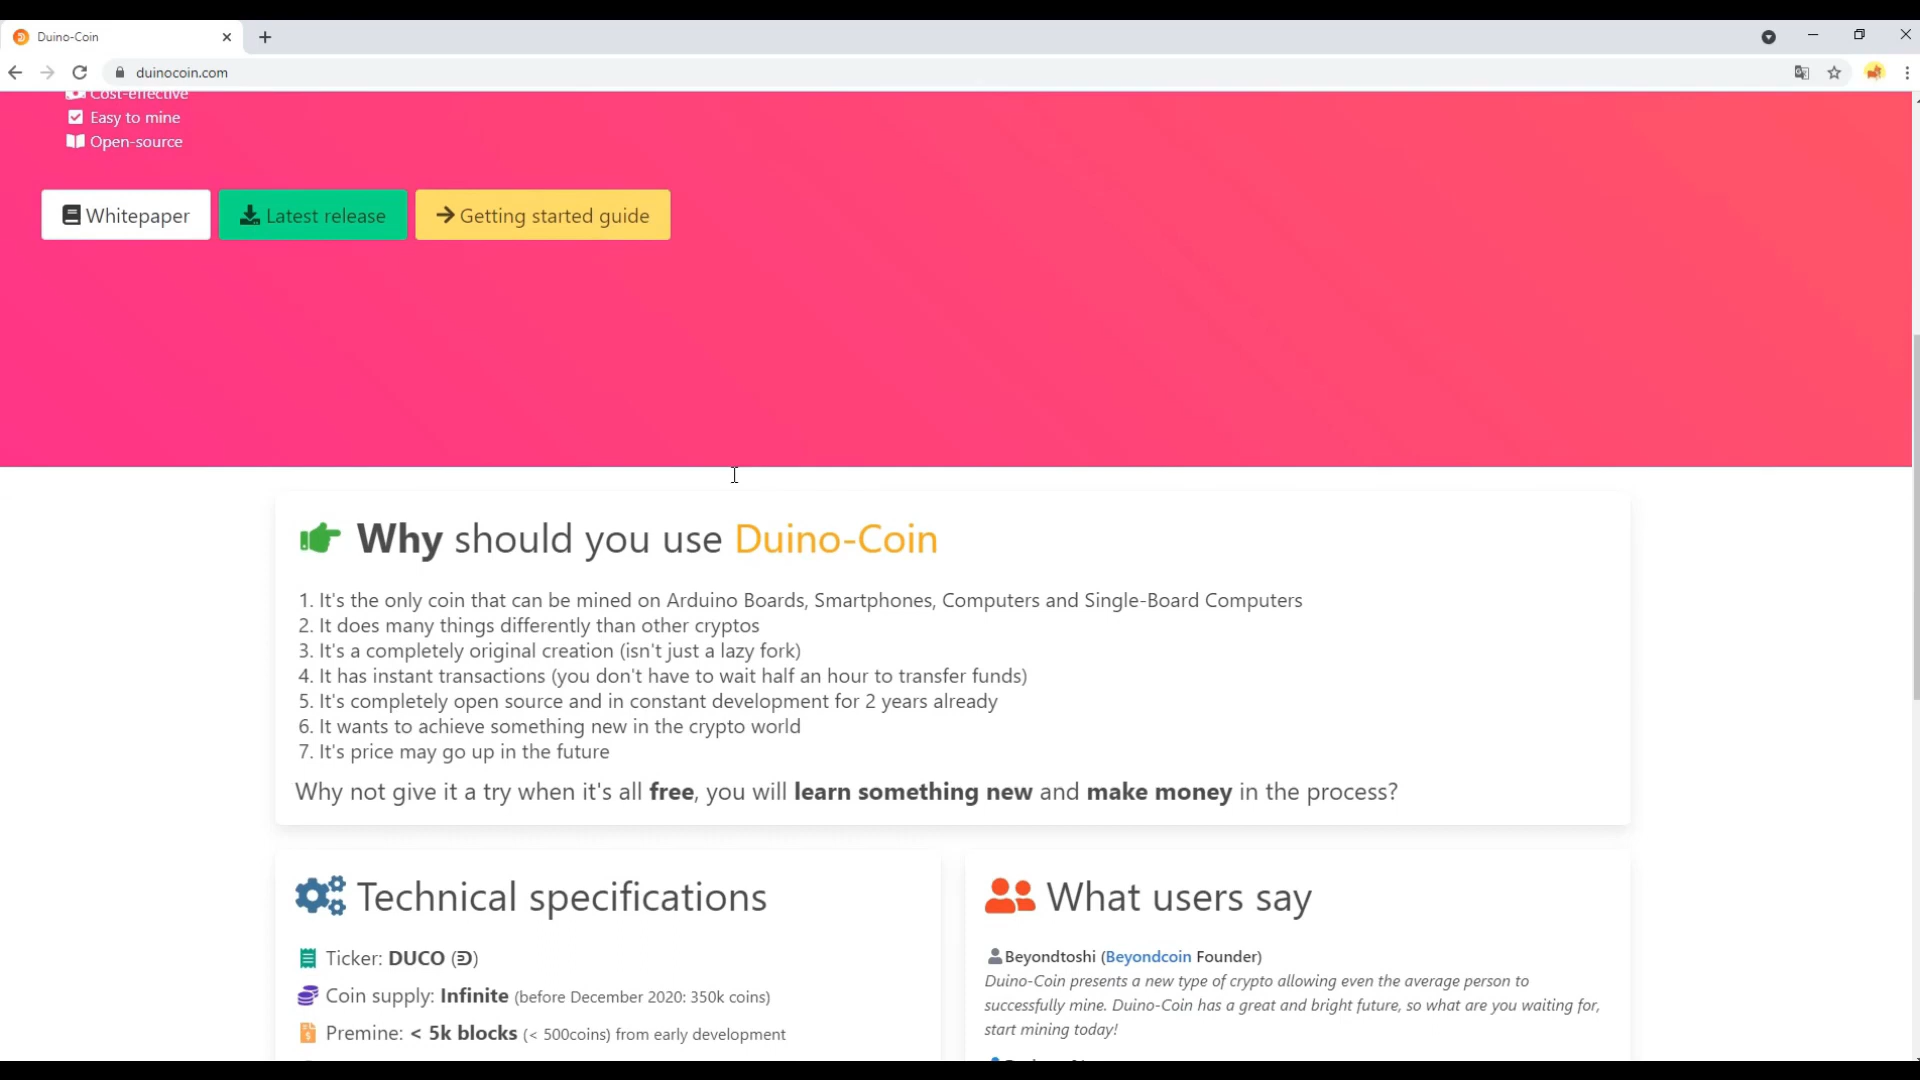 Duino-Coin
duinocoin.com
Cost-effective
Easy to mine
Open-source
Whitepaper
Latest release
Getting started guide
Why should you use Duino-Coin
1. It's the only coin that can be mined on Arduino Boards, Smartphones, Computers and Single-Board Computers
2. It does many things differently than other cryptos
3. It's a completely original creation (isn't just a lazy fork)
4. It has instant transactions (you don't have to wait half an hour to transfer funds)
5. It's completely open source and in constant development for 2 years already
6. It wants to achieve something new in the crypto world
7. It's price may go up in the future
Why not give it a try when it's all free, you will learn something new and make money in the process?
Technical specifications
Ticker: DUCO (ᕲ)
Coin supply: Infinite (before December 2020: 350k coins)
Premine: < 5k blocks (< 500coins) from early development
What users say
Beyondtoshi (Beyondcoin Founder)
Duino-Coin presents a new type of crypto allowing even the average person to
successfully mine. Duino-Coin has a great and bright future, so what are you waiting for,
start mining today!